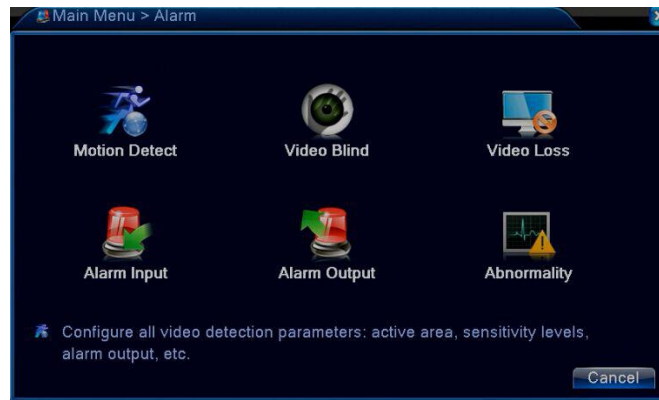 Main Menu > Alarm
Motion Detect
Video Blind
Video Loss
Alarm Input
Alarm Output
Abnormality
Configure all video detection parameters: active area, sensitivity levels,
alarm output, etc.
Cancel